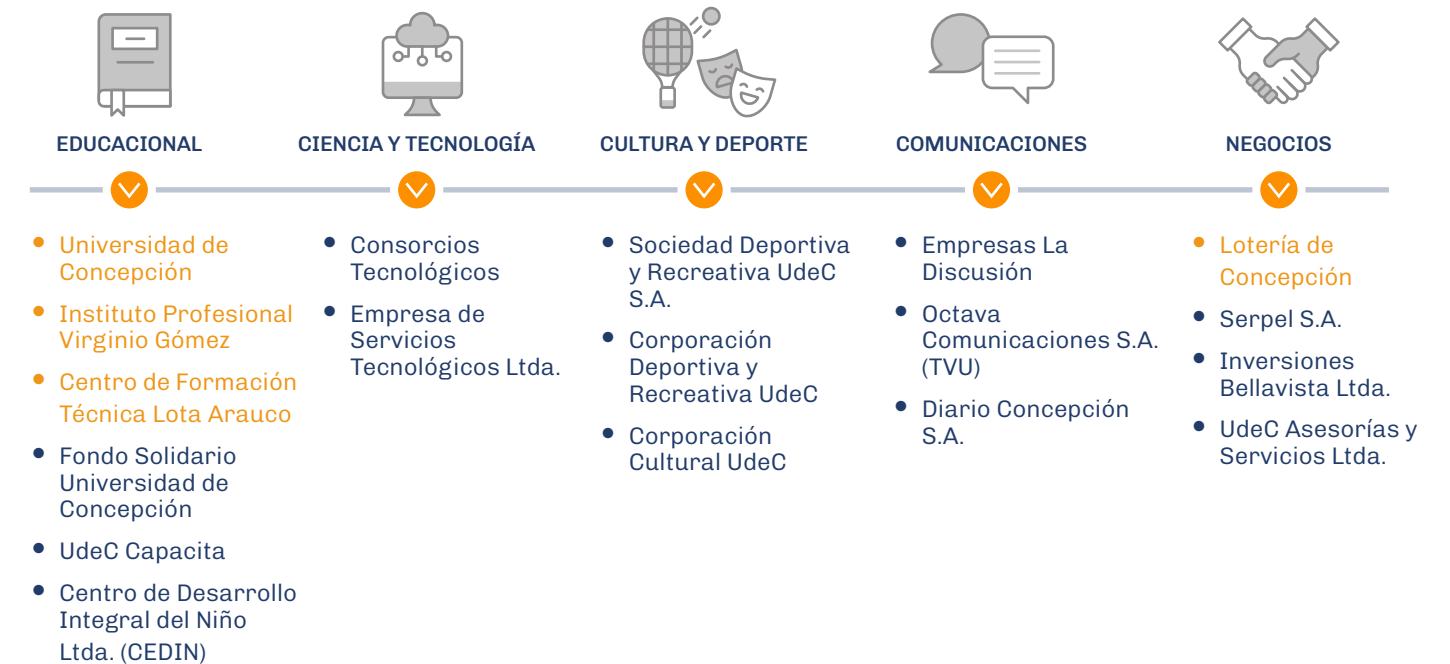 EDUCACIONAL
Universidad de
Concepción
Instituto Profesional
Virginio Gómez
Centro de Formación
Técnica Lota Arauco
Fondo Solidario
Universidad de
Concepción
UdeC Capacita
Centro de Desarrollo
Integral del Niño
Ltda. (CEDIN)
CIENCIA Y TECNOLOGÍA
Consorcios
Tecnológicos
Empresa de
Servicios
Tecnológicos Ltda.
CULTURA Y DEPORTE
Sociedad Deportiva
y Recreativa UdeC
S.A.
Corporación
Deportiva y
Recreativa UdeC
Corporación
Cultural UdeC
COMUNICACIONES
Empresas La
Discusión
Octava
Comunicaciones S.A.
(TVU)
Diario Concepción
S.A.
NEGOCIOS
Lotería de
Concepción
Serpel S.A.
Inversiones
Bellavista Ltda.
UdeC Asesorías y
Servicios Ltda.